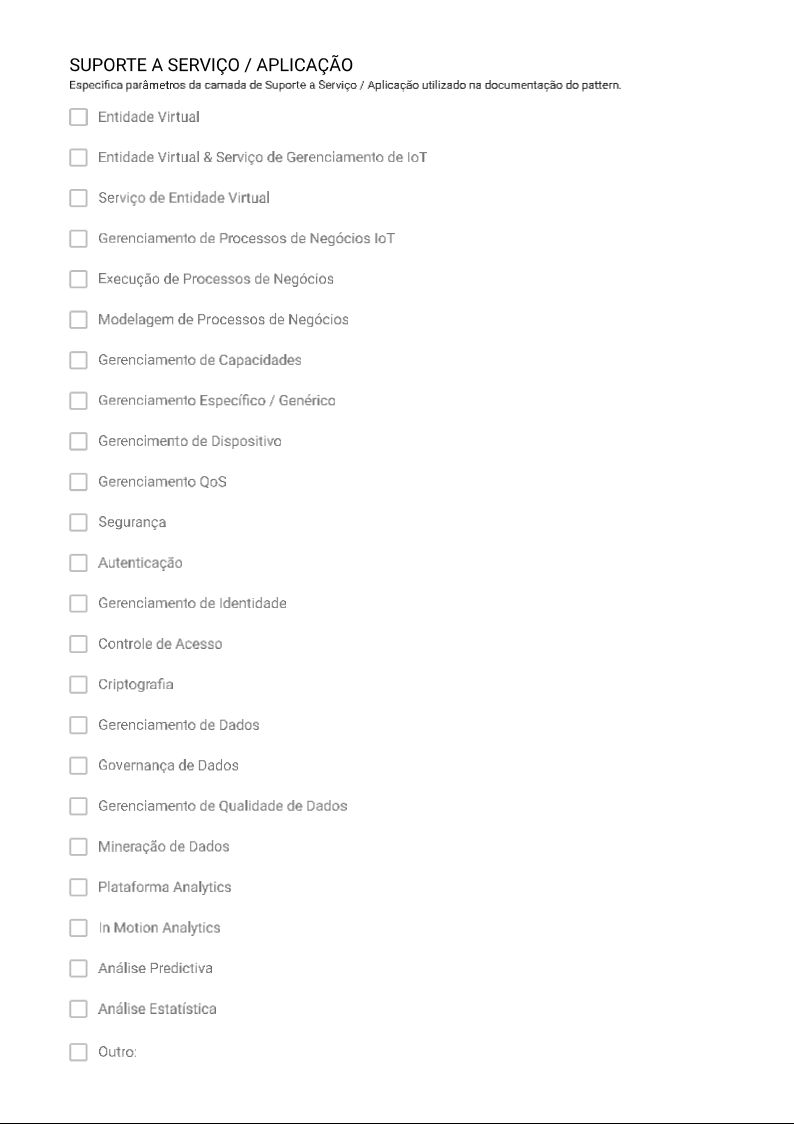 SUPORTE A SERVIÇO / APLICAÇÃO
Especifica parâmetros da camada de Suporte a Serviço / Aplicação utilizado na documentação do pattern.
Entidade Virtual
Entidade Virtual & Serviço de Gerenciamento de IoT
Serviço de Entidade Virtual
Gerenciamento de Processos de Negócios IoT
Execução de Processos de Negócios
Modelagem de Processos de Negócios
Gerenciamento de Capacidades
Gerenciamento Específico / Genérico
Gerencimento de Dispositivo
Gerenciamento QoS
Segurança
Autenticação
Gerenciamento de Identidade
Controle de Acesso
Criptografia
Gerenciamento de Dados
Governança de Dados
Gerenciamento de Qualidade de Dados
Mineração de Dados
Plataforma Analytics
In Motion Analytics
Análise Predictiva
Análise Estatística
Outro: